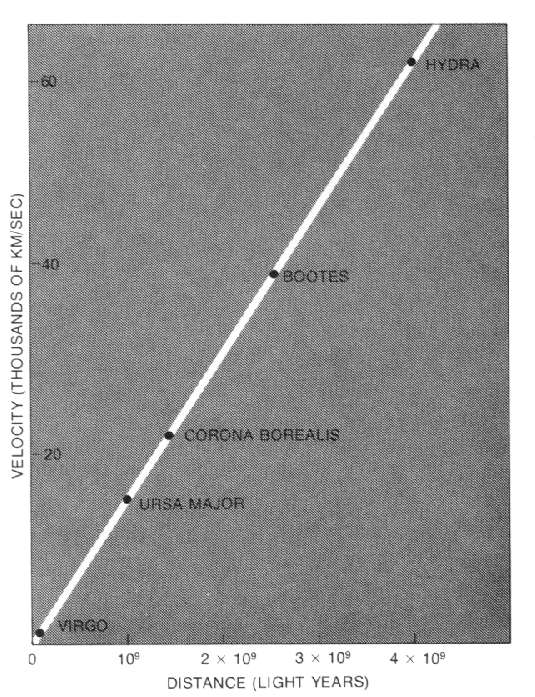 60
HYDRA
40
BOOTES
CORONA BOREALIS
20
URSA MAJOR
VIRGO
0 10⁹ 2 × 10⁹ 3 × 10⁹ 4 × 10⁹
DISTANCE (LIGHT YEARS)
VELOCITY (THOUSANDS OF KM/SEC)